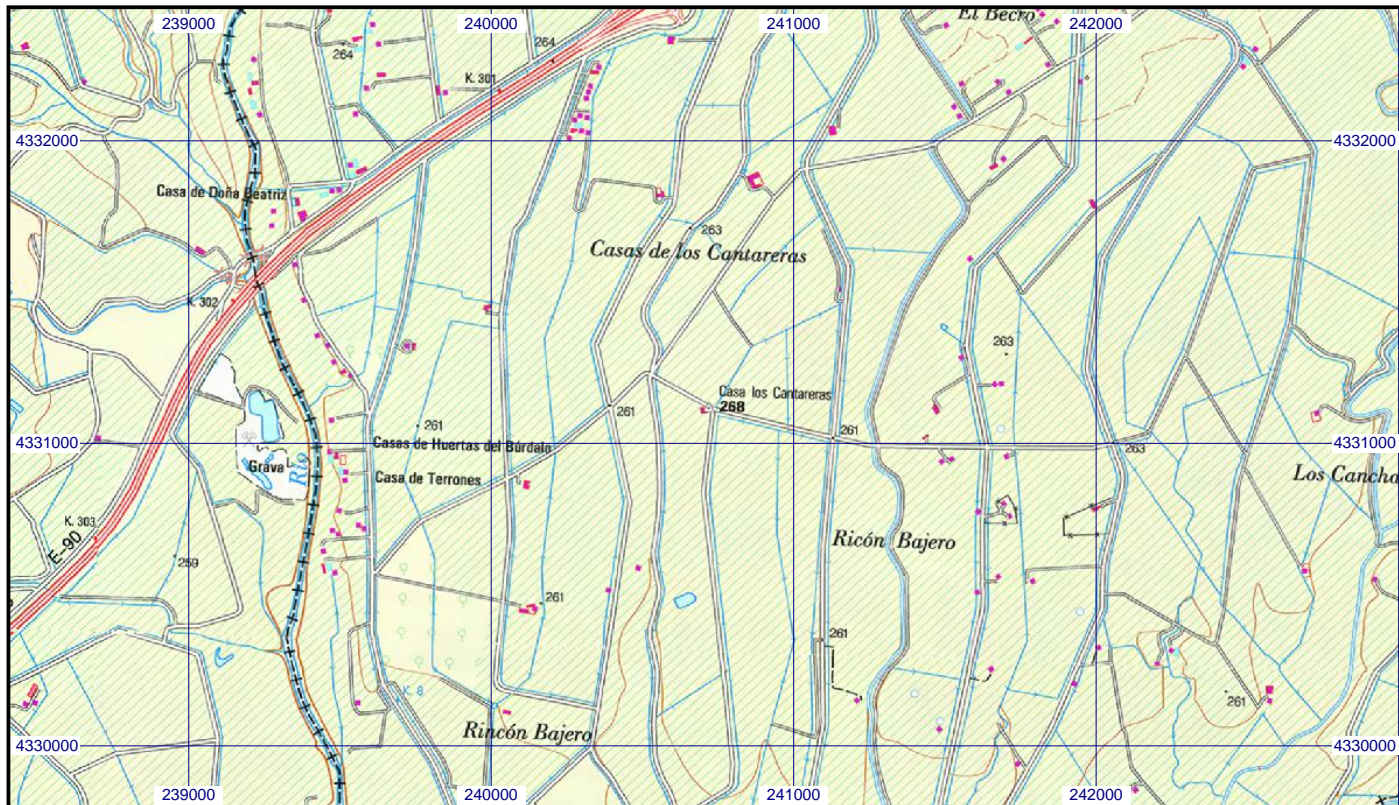 239000
240000
241000
242000
El Becro
264
264
K. 301
4332000
4332000
Casa de Doña Beatriz
263
Casas de los Cantareras
K. 302
263
Casa los Cantareras
268
261
261
261
4331000
Casas de Huertas del Búrdalo
4331000
263
Grava
Río
Casa de Terrones
Los Cancha
K. 303
E-90
Ricón Bajero
259
261
261
K. 8
261
Rincón Bajero
4330000
4330000
239000
240000
241000
242000